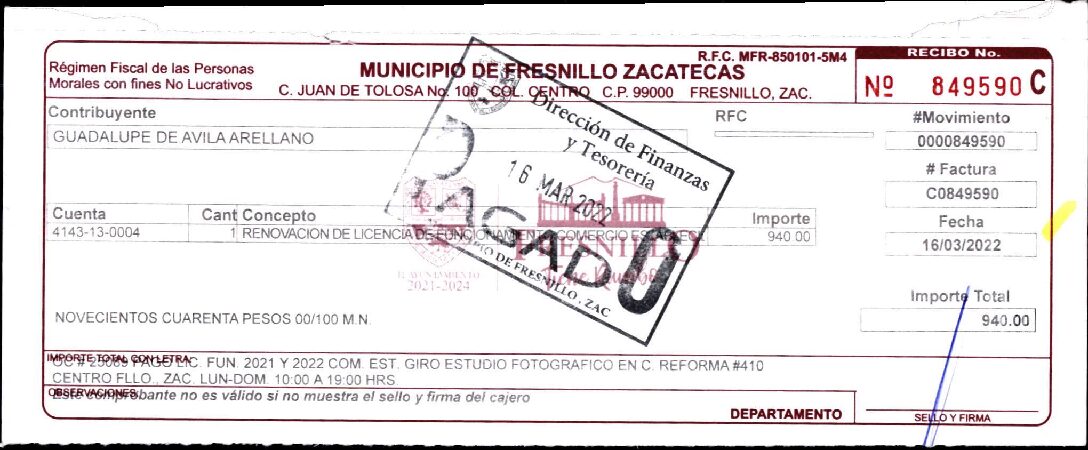 Régimen Fiscal de las Personas
Morales con fines No Lucrativos
R.F.C. MFR-850101-5M4
MUNICIPIO DE FRESNILLO ZACATECAS
C. JUAN DE TOLOSA No. 100 COL. CENTRO C.P. 99000 FRESNILLO, ZAC.
RECIBO No.
Nº 849590 C
Contribuyente
GUADALUPE DE AVILA ARELLANO
RFC
#Movimiento
0000849590
# Factura
C0849590
Fecha
16/03/2022
Dirección de Finanzas
y Tesorería
16 MAR 2022
PAGADO
MUNICIPIO DE FRESNILLO, ZAC
Cuenta Cant Concepto Importe
4143-13-0004 1 RENOVACION DE LICENCIA DE FUNCIONAMIENTO COMERCIO 940.00
FRESNILLO
H. AYUNTAMIENTO
2021-2024
Importe Total
940.00
NOVECIENTOS CUARENTA PESOS 00/100 M.N.
IMPORTE TOTAL CON LETRA
PAGO LIC. FUN. 2021 Y 2022 COM. EST. GIRO ESTUDIO FOTOGRAFICO EN C. REFORMA #410
CENTRO FLLO., ZAC. LUN-DOM. 10:00 A 19:00 HRS
OBSERVACIONES
Este comprobante no es válido si no muestra el sello y firma del cajero
DEPARTAMENTO
SELLO Y FIRMA